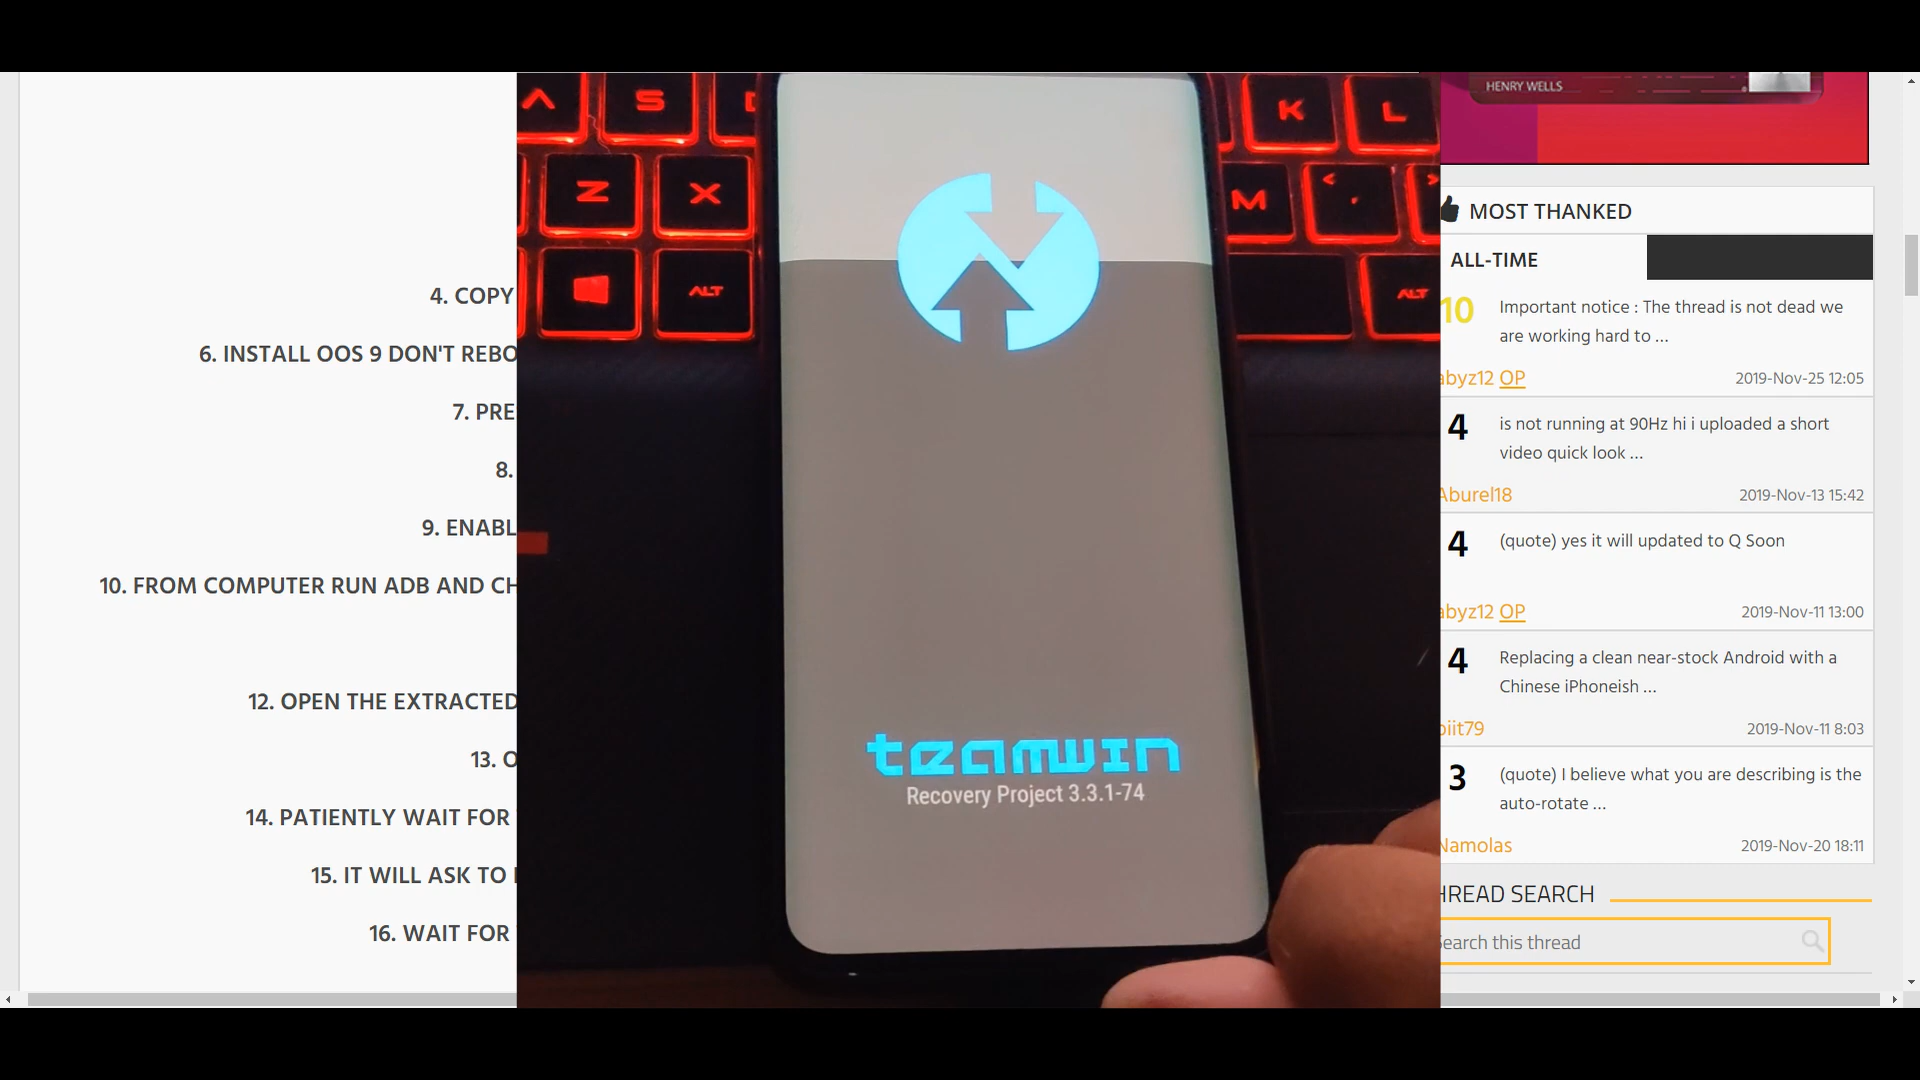 4. COPY
6. INSTALL OOS 9 DON'T REBO
7. PRE
8.
9. ENABL
10. FROM COMPUTER RUN ADB AND CH
12. OPEN THE EXTRACTED
13. O
14. PATIENTLY WAIT FOR
15. IT WILL ASK TO
16. WAIT FOR
A S K L
Z X M < , >
ALT ALT
teamwin
Recovery Project 3.3.1-74
HENRY WELLS
MOST THANKED
ALL-TIME
10 Important notice : The thread is not dead we
are working hard to ...
abyz12 OP 2019-Nov-25 12:05
4 is not running at 90Hz hi i uploaded a short
video quick look ...
Aburel18 2019-Nov-13 15:42
4 (quote) yes it will updated to Q Soon
abyz12 OP 2019-Nov-11 13:00
4 Replacing a clean near-stock Android with a
Chinese iPhoneish ...
piit79 2019-Nov-11 8:03
3 (quote) I believe what you are describing is the
auto-rotate ...
Namolas 2019-Nov-20 18:11
HREAD SEARCH
Search this thread